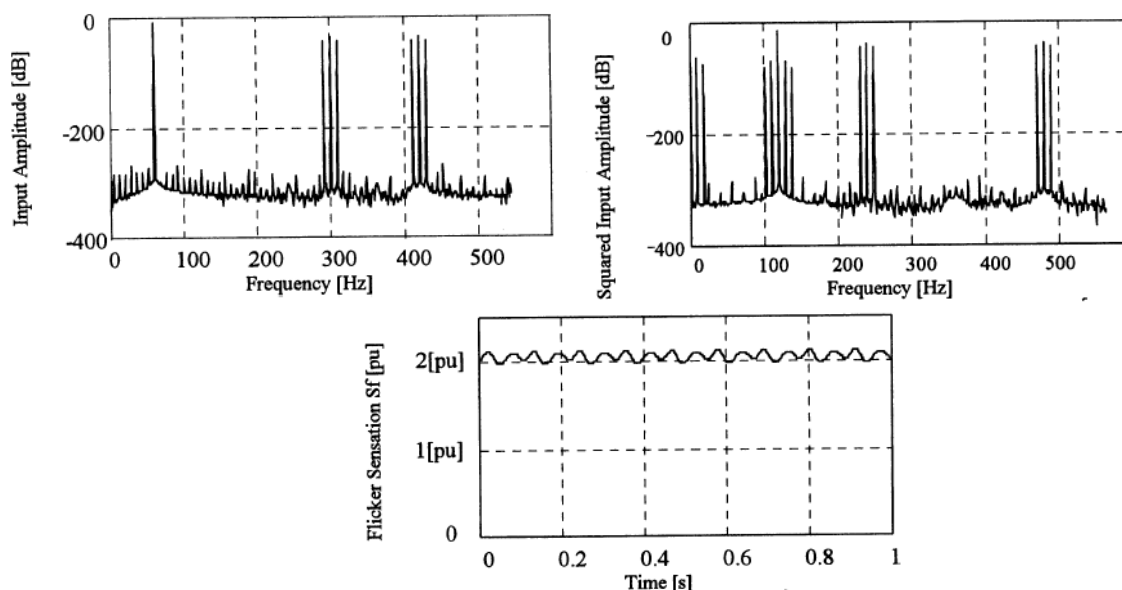 Input Amplitude [dB]
0
-200
-400
0 100 200 300 400 500
Frequency [Hz]
Squared Input Amplitude [dB]
0
-200
-400
0 100 200 300 400 500
Frequency [Hz]
Flicker Sensation Sf [pu]
2[pu]
1[pu]
0
0 0.2 0.4 0.6 0.8 1
Time [s]